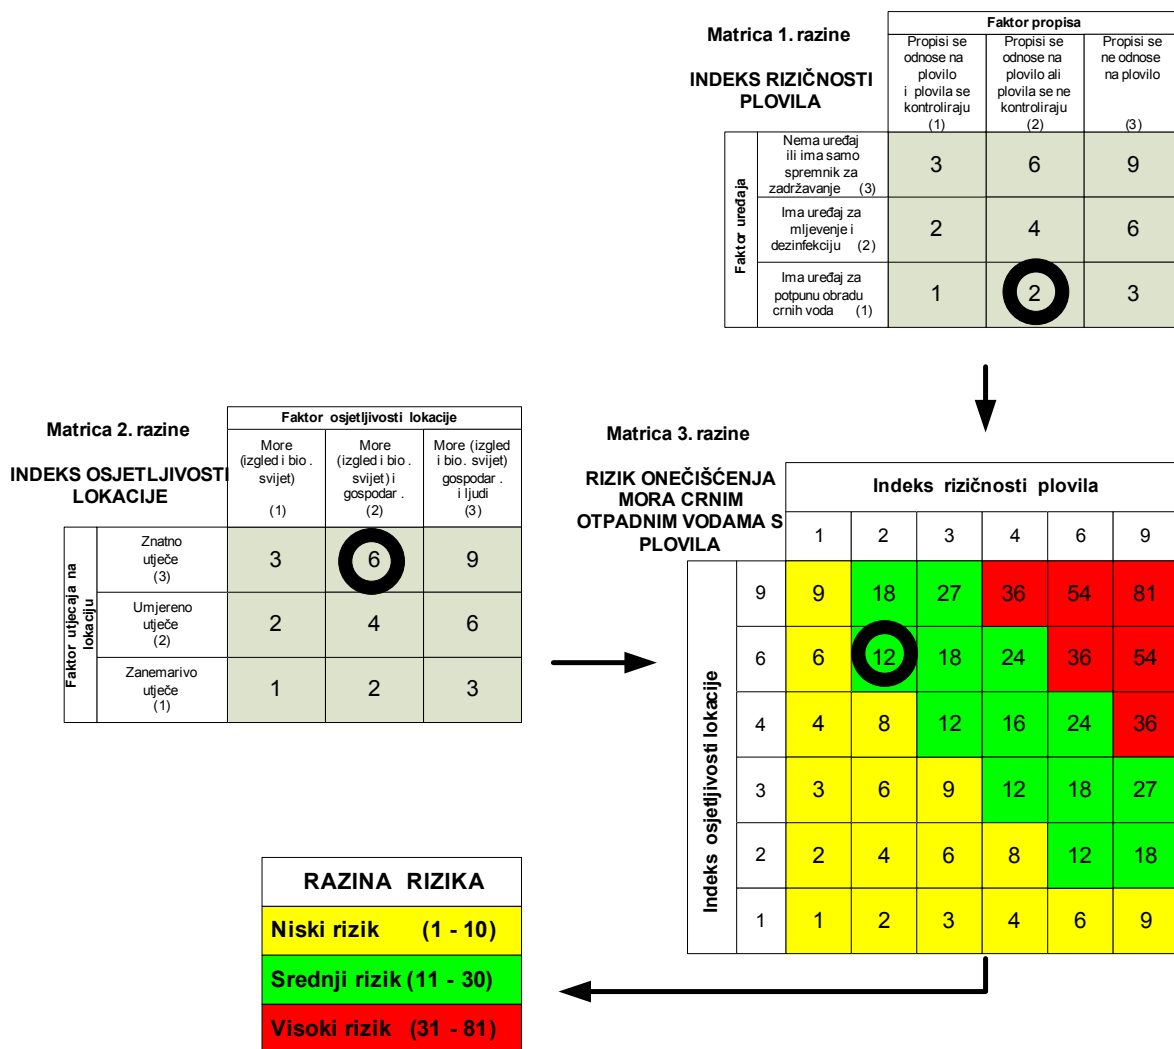 Matrica 1. razine
INDEKS RIZIČNOSTI
PLOVILA
Faktor propisa
Propisi se
odnose na
plovilo
i plovila se
kontroliraju
(1)
Propisi se
odnose na
plovilo ali
plovila se ne
kontroliraju
(2)
Propisi se
ne odnose
na plovilo
(3)
Faktor uređaja
Nema uređaj
ili ima samo
spremnik za
zadržavanje (3)
3 6 9
Ima uređaj za
mljevenje i
dezinfekciju (2)
2 4 6
Ima uređaj za
potpunu obradu
crnih voda (1)
1 2 3
Matrica 2. razine
INDEKS OSJETLJIVOSTI
LOKACIJE
Faktor osjetljivosti lokacije
More
(izgled i bio .
svijet)
(1)
More
(izgled i bio .
svijet) i
gospodar .
(2)
More (izgled
i bio. svijet)
gospodar .
i ljudi
(3)
Faktor utjecaja na
lokaciju
Znatno
utječe
(3)
3 6 9
Umjereno
utječe
(2)
2 4 6
Zanemarivo
utječe
(1)
1 2 3
Matrica 3. razine
RIZIK ONEČIŠĆENJA
MORA CRNIM
OTPADNIM VODAMA S
PLOVILA
Indeks rizičnosti plovila
1 2 3 4 6 9
Indeks osjetljivosti lokacije
9 9 18 27 36 54 81
6 6 12 18 24 36 54
4 4 8 12 16 24 36
3 3 6 9 12 18 27
2 2 4 6 8 12 18
1 1 2 3 4 6 9
RAZINA RIZIKA
Niski rizik (1 - 10)
Srednji rizik (11 - 30)
Visoki rizik (31 - 81)